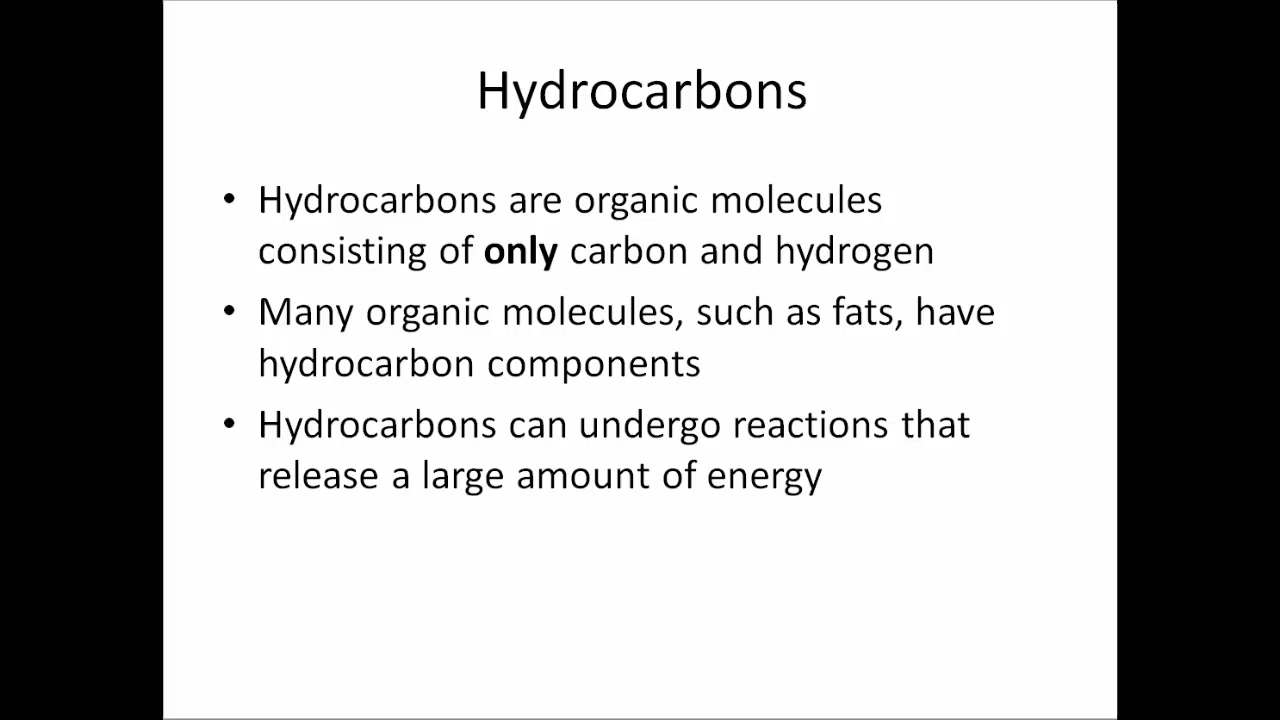 Hydrocarbons
• Hydrocarbons are organic molecules
consisting of only carbon and hydrogen
• Many organic molecules, such as fats, have
hydrocarbon components
• Hydrocarbons can undergo reactions that
release a large amount of energy